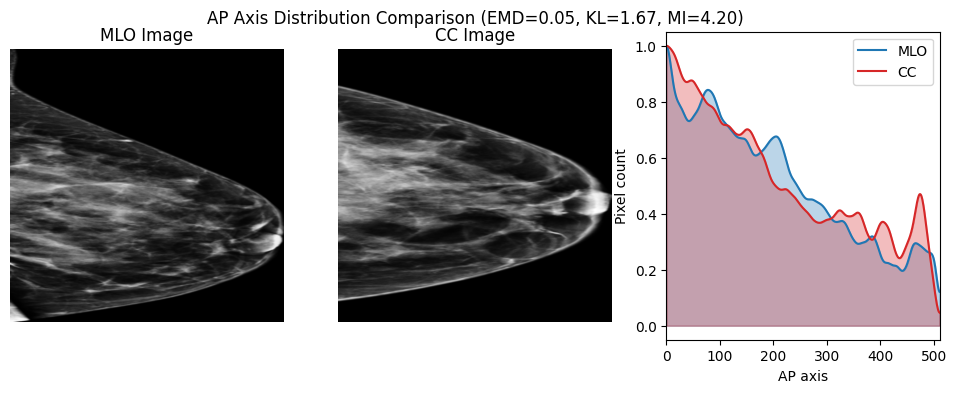 AP Axis Distribution Comparison (EMD=0.05, KL=1.67, MI=4.20)
MLO Image
CC Image
MLO
CC
Pixel count
1.0
0.8
0.6
0.4
0.2
0.0
0 100 200 300 400 500
AP axis